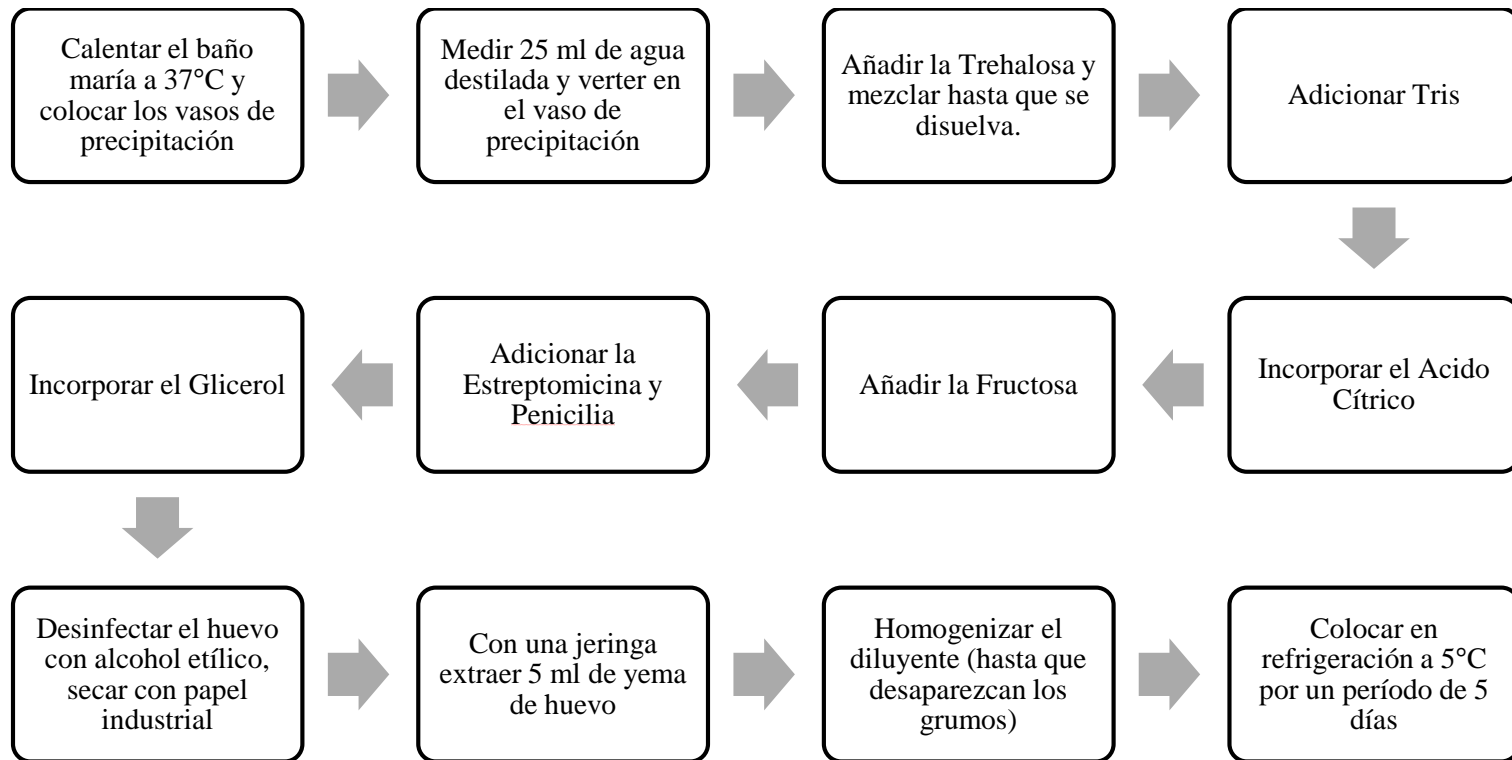 Calentar el baño
maría a 37°C y
colocar los vasos de
precipitación
Medir 25 ml de agua
destilada y verter en
el vaso de
precipitación
Añadir la Trehalosa y
mezclar hasta que se
disuelva.
Adicionar Tris
Incorporar el Acido
Cítrico
Añadir la Fructosa
Adicionar la
Estreptomicina y
Penicilia
Incorporar el Glicerol
Desinfectar el huevo
con alcohol etílico,
secar con papel
industrial
Con una jeringa
extraer 5 ml de yema
de huevo
Homogenizar el
diluyente (hasta que
desaparezcan los
grumos)
Colocar en
refrigeración a 5°C
por un período de 5
días